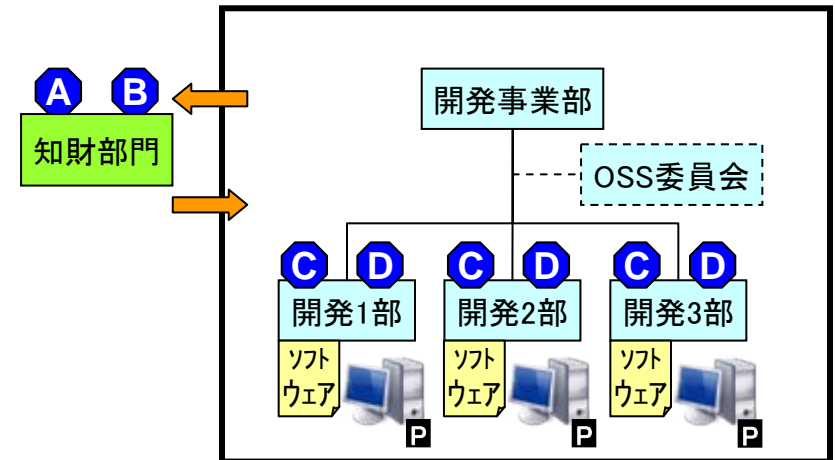 A B
開発事業部
知財部門
OSS委員会
C D C D C D
開発1部 開発2部 開発3部
ソフト ソフト ソフト
ウェア ウェア ウェア
P P P